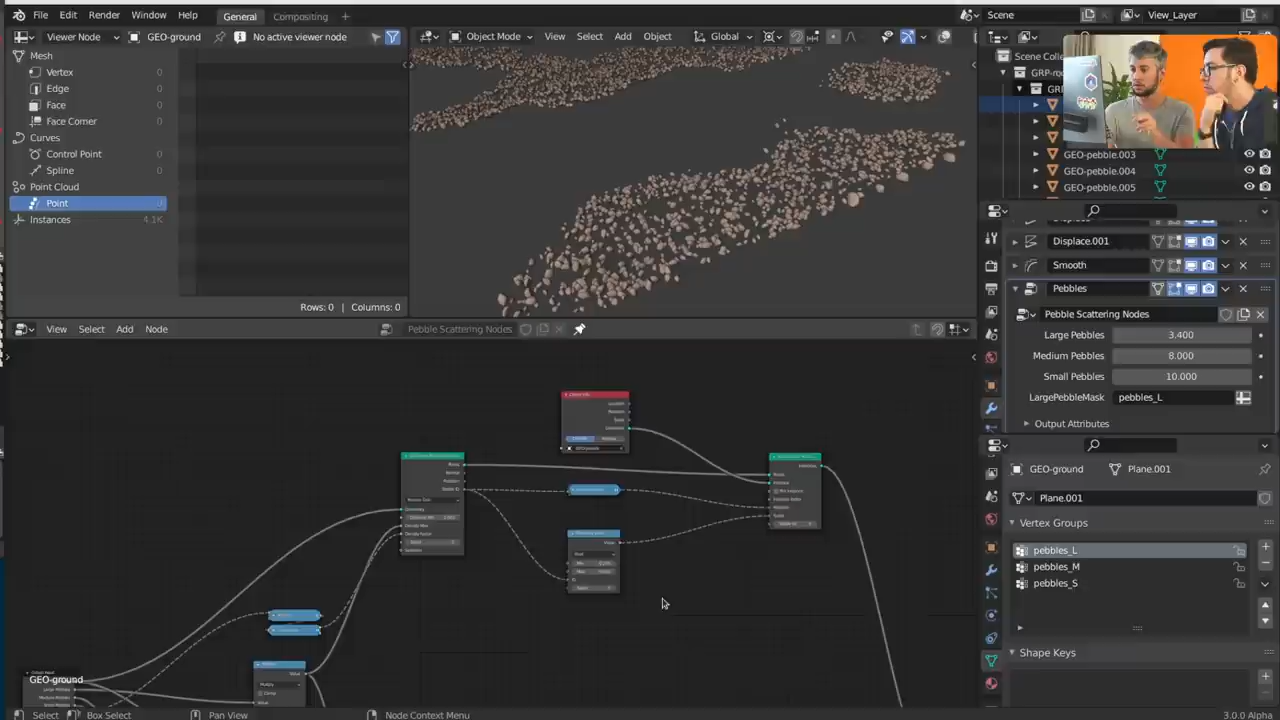 File Edit Render Window Help General Compositing + Scene View_Layer
Viewer Node GEO-ground No active viewer node Object Mode View Select Add Object Global
Mesh
Vertex 0
Edge 0
Face 0
Face Corner 0
Curves
Control Point 0
Spline 0
Point Cloud
Point 0
Instances 4.1K
Rows: 0 | Columns: 0
Scene Collec
GRP-ro
GRP
GEO-pebble.003
GEO-pebble.004
GEO-pebble.005
Displace.001
Smooth
Pebbles
Pebble Scattering Nodes
Large Pebbles 3.400
Medium Pebbles 8.000
Small Pebbles 10.000
LargePebbleMask pebbles_L
Output Attributes
View Select Add Node Pebble Scattering Nodes
GEO-ground Plane.001
Plane.001
Vertex Groups
pebbles_L
pebbles_M
pebbles_S
Shape Keys
GEO-ground
Multiply
Value
Select Box Select Pan View Node Context Menu 3.0.0 Alpha